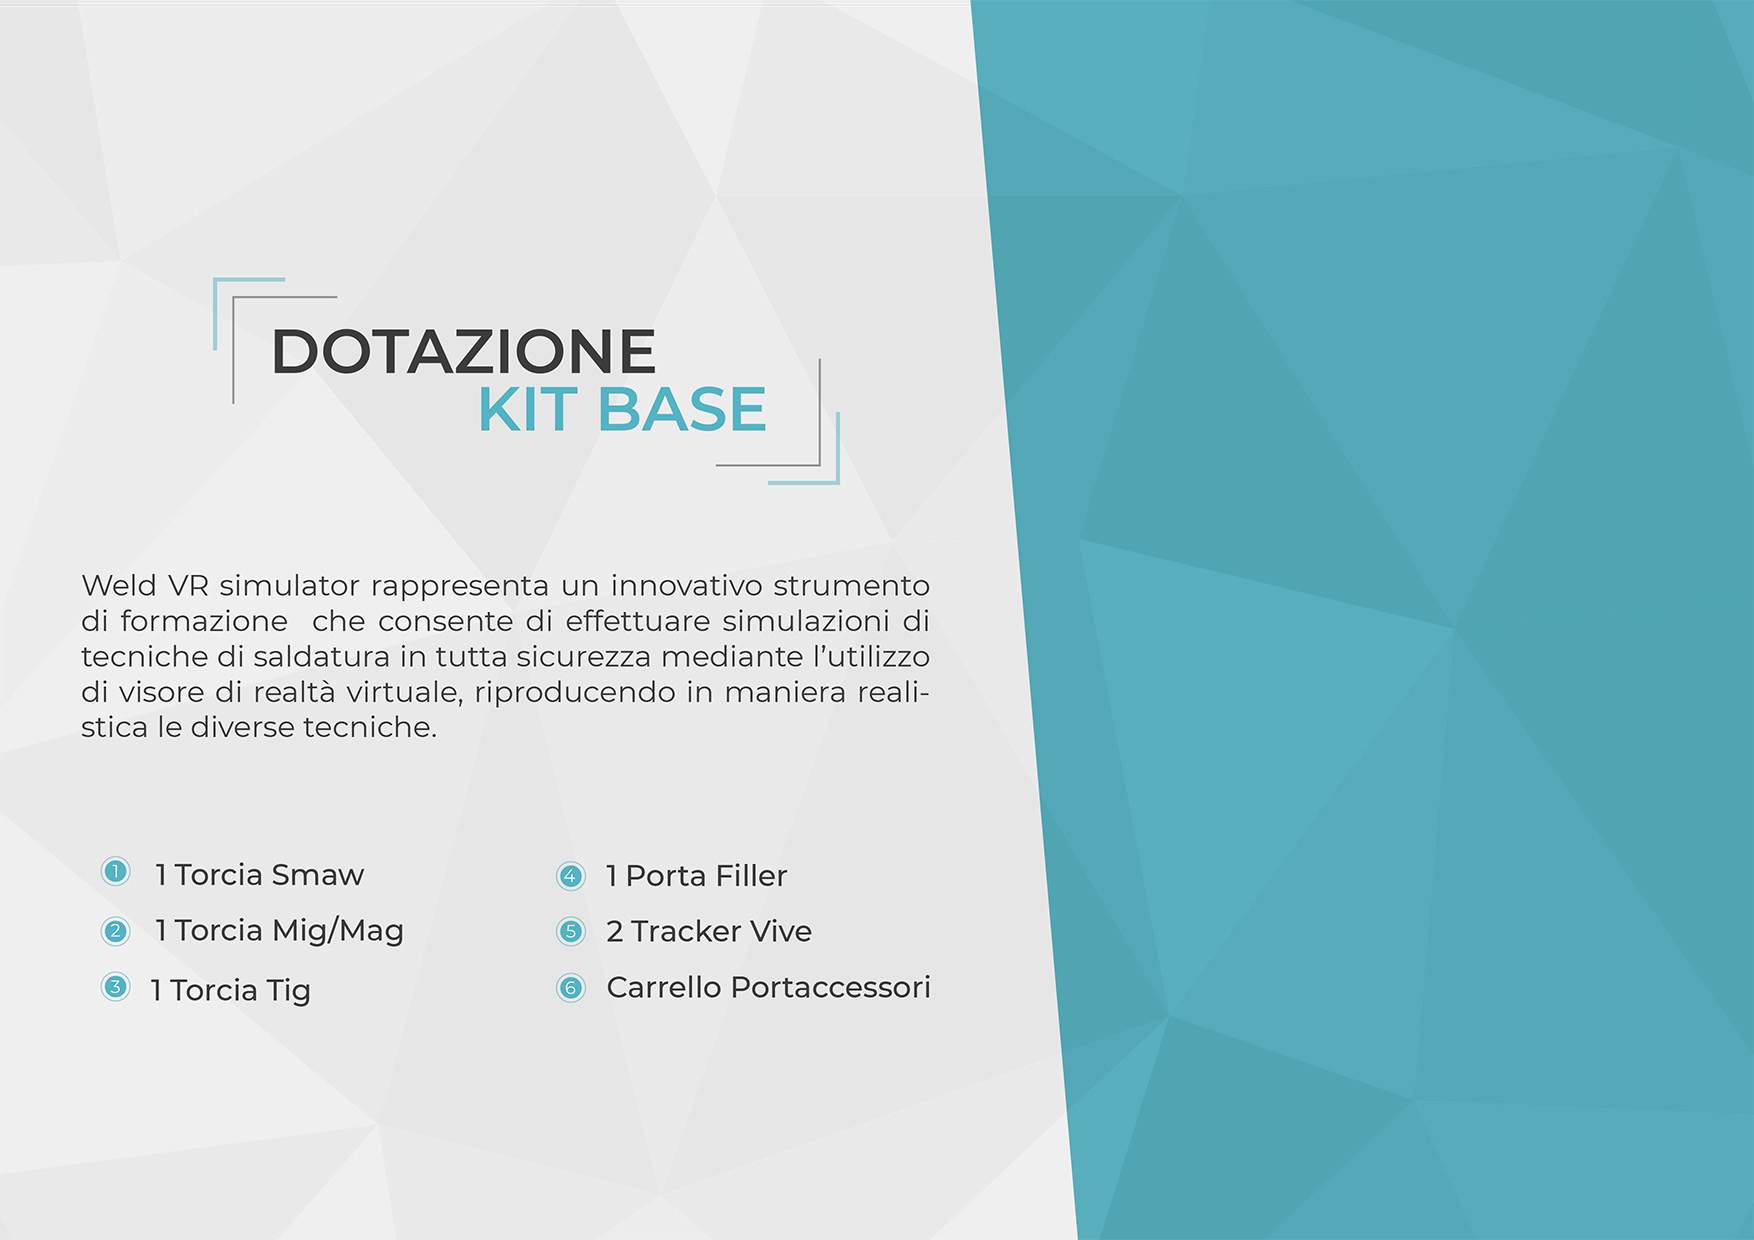 DOTAZIONE
KIT BASE
Weld VR simulator rappresenta un innovativo strumento
di formazione  che consente di effettuare simulazioni di
tecniche di saldatura in tutta sicurezza mediante l’utilizzo
di visore di realtà virtuale, riproducendo in maniera reali-
stica le diverse tecniche.
1 1 Torcia Smaw
2 1 Torcia Mig/Mag
3 1 Torcia Tig
4 1 Porta Filler
5 2 Tracker Vive
6 Carrello Portaccessori